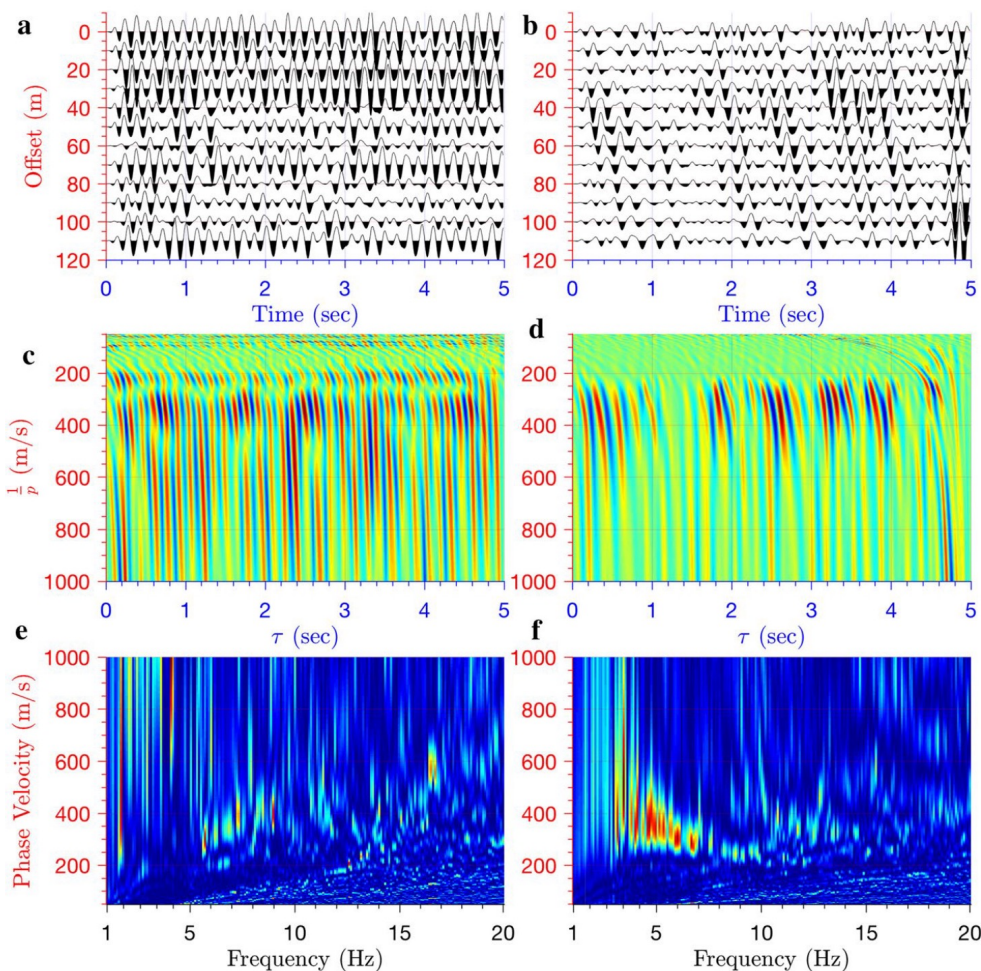 a
b
0
20
40
60
80
100
120
Offset (m)
0 1 2 3 4 5
Time (sec)
0
20
40
60
80
100
120
0 1 2 3 4 5
Time (sec)
c
d
200
400
600
800
1000
1/p (m/s)
0 1 2 3 4 5
τ (sec)
200
400
600
800
1000
0 1 2 3 4 5
τ (sec)
e
f
1000
800
600
400
200
Phase Velocity (m/s)
1 5 10 15 20
Frequency (Hz)
1000
800
600
400
200
1 5 10 15 20
Frequency (Hz)